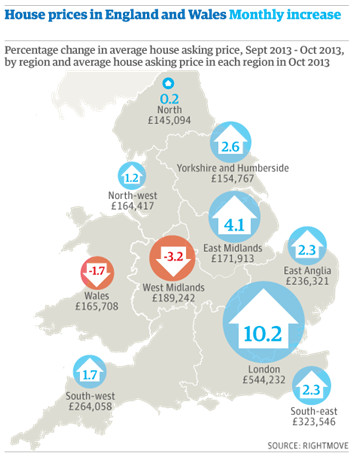 House prices in England and Wales Monthly increase
Percentage change in average house asking price, Sept 2013 - Oct 2013,
by region and average house asking price in each region in Oct 2013
0.2
North
£145,094
2.6
Yorkshire and Humberside
£154,767
1.2
North-west
£164,417
4.1
East Midlands
£171,913
2.3
East Anglia
£236,321
-3.2
West Midlands
£189,242
-1.7
Wales
£165,708
10.2
London
£544,232
1.7
South-west
£264,058
2.3
South-east
£323,546
SOURCE: RIGHTMOVE